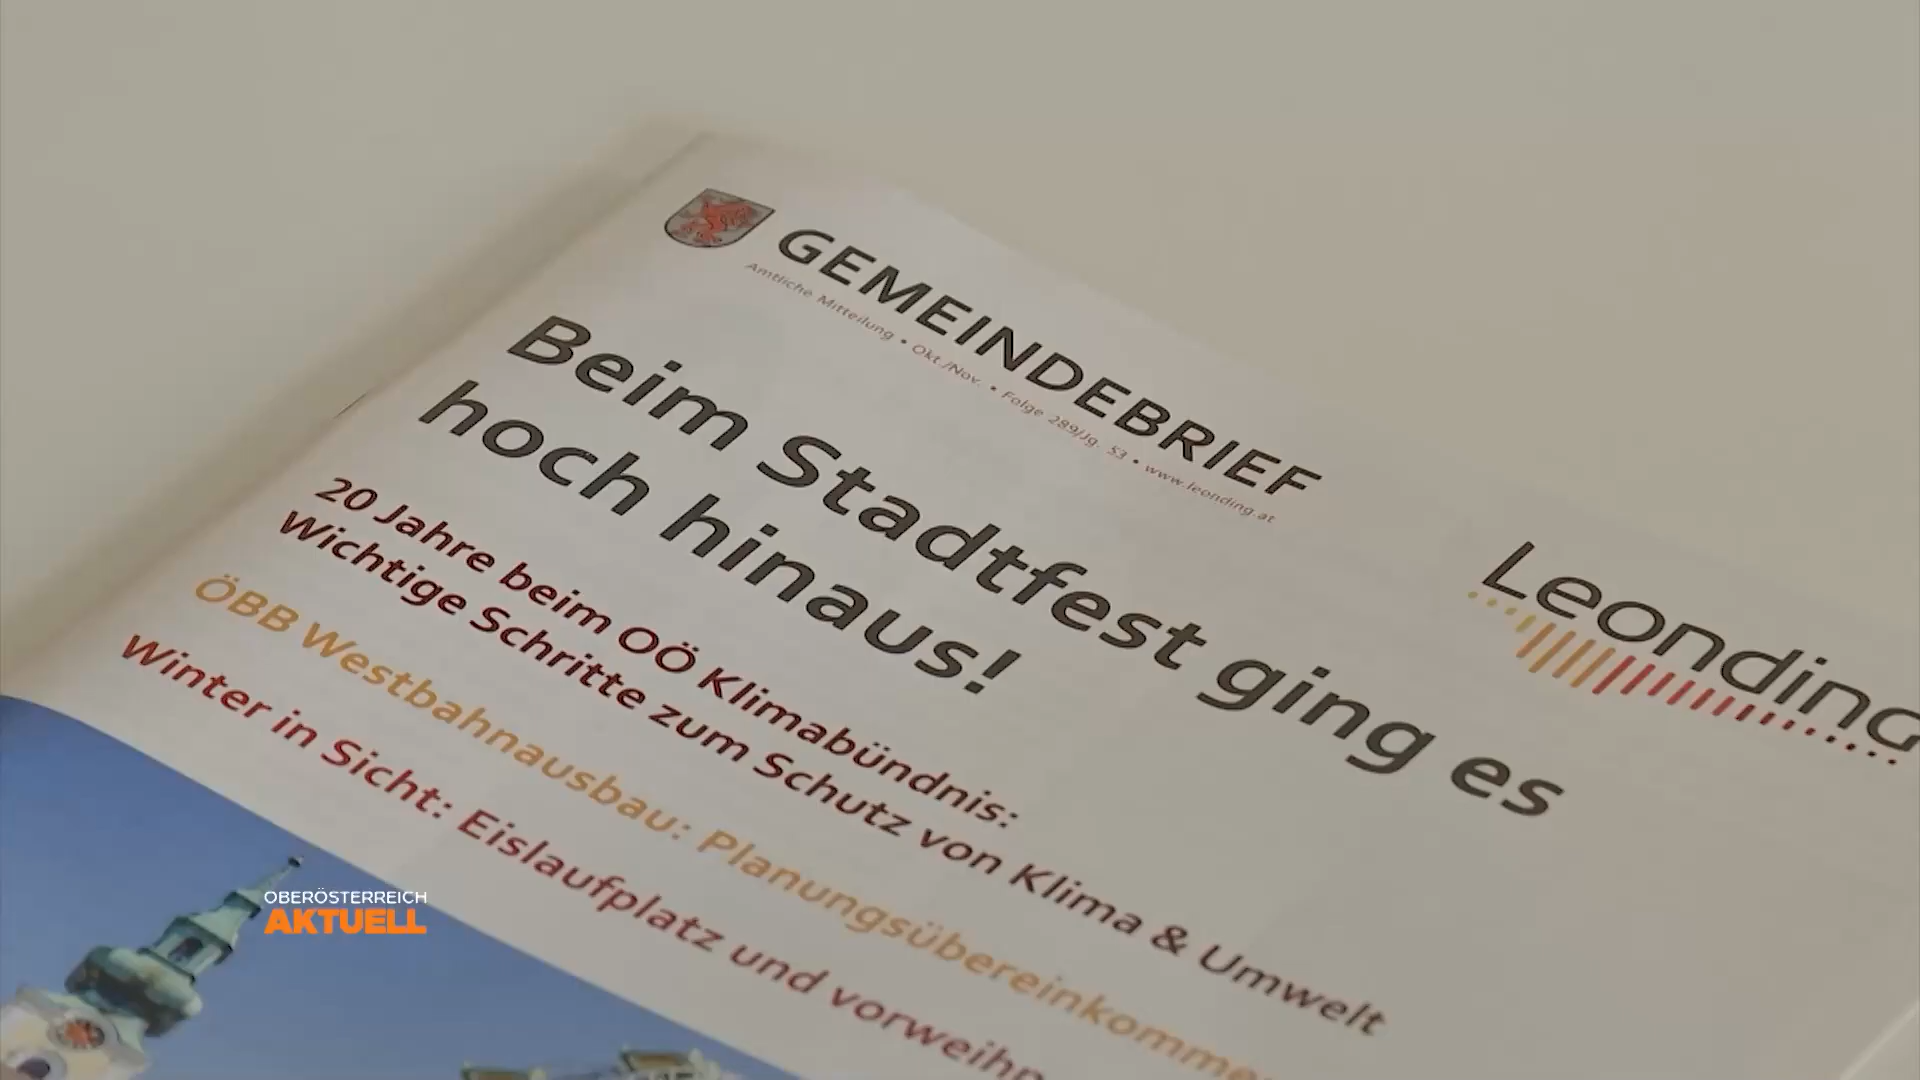 GEMEINDEBRIEF
Amtliche Mitteilung • Okt./Nov. • Folge 289/Jg. 53 • www.leonding.at
Beim Stadtfest ging es
hoch hinaus!
Leonding
20 Jahre beim OÖ Klimabündnis:
Wichtige Schritte zum Schutz von Klima & Umwelt
ÖBB Westbahnausbau: Planungsübereinkomme
Winter in Sicht: Eislaufplatz und vorweihn
OBERÖSTERREICH
AKTUELL